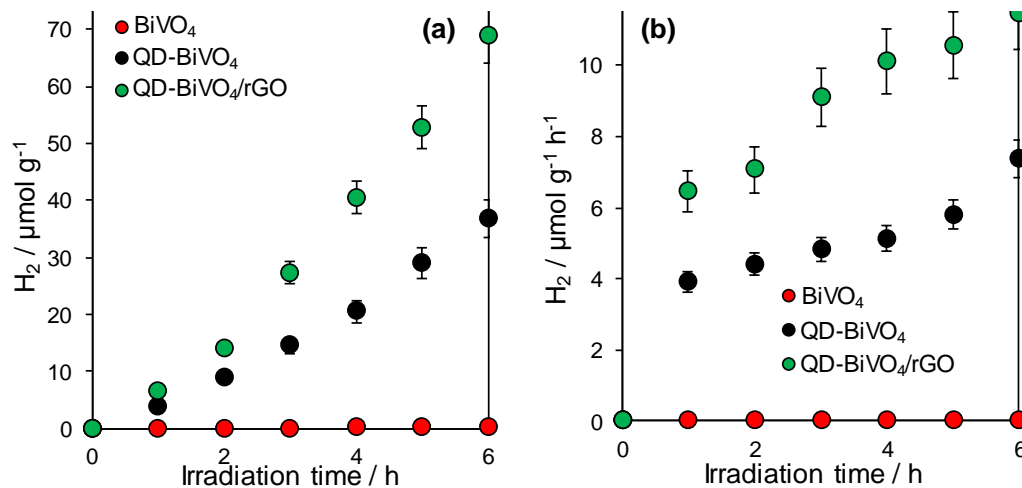 (a)
BiVO₄
QD-BiVO₄
QD-BiVO₄/rGO
H₂ / µmol g⁻¹
70
60
50
40
30
20
10
0
0 2 4 6
Irradiation time / h
(b)
H₂ / µmol g⁻¹ h⁻¹
10
8
6
4
2
0
BiVO₄
QD-BiVO₄
QD-BiVO₄/rGO
0 2 4 6
Irradiation time / h